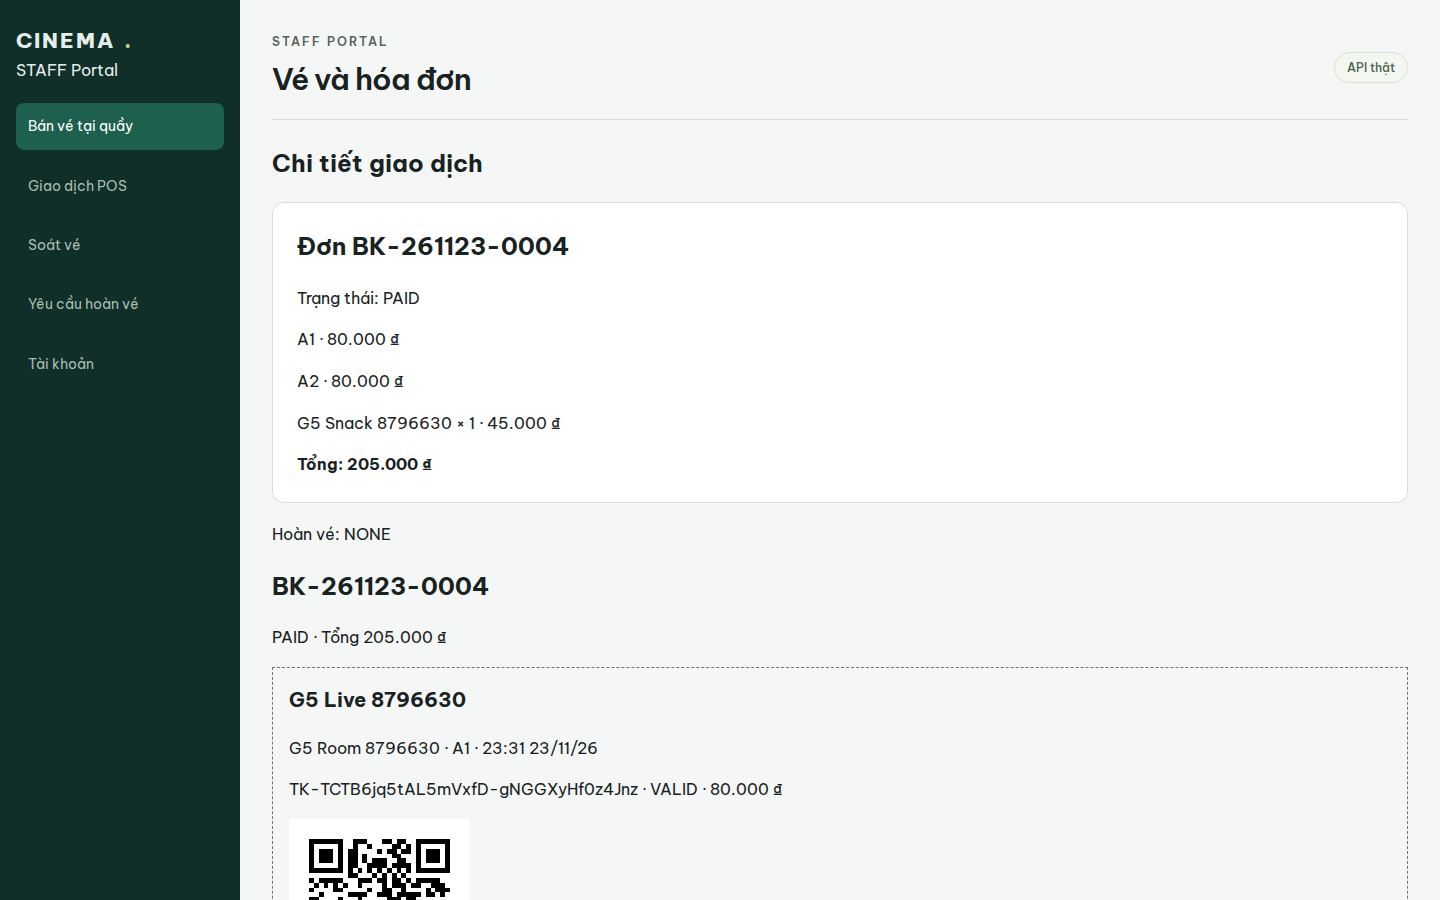 CINEMA .
STAFF Portal
Bán vé tại quầy
Giao dịch POS
Soát vé
Yêu cầu hoàn vé
Tài khoản
STAFF PORTAL
Vé và hóa đơn
API thật
Chi tiết giao dịch
Đơn BK-261123-0004
Trạng thái: PAID
A1 · 80.000 ₫
A2 · 80.000 ₫
G5 Snack 8796630 × 1 · 45.000 ₫
Tổng: 205.000 ₫
Hoàn vé: NONE
BK-261123-0004
PAID · Tổng 205.000 ₫
G5 Live 8796630
G5 Room 8796630 · A1 · 23:31 23/11/26
TK-TCTB6jq5tAL5mVxfD-gNGGXyHf0z4Jnz · VALID · 80.000 ₫